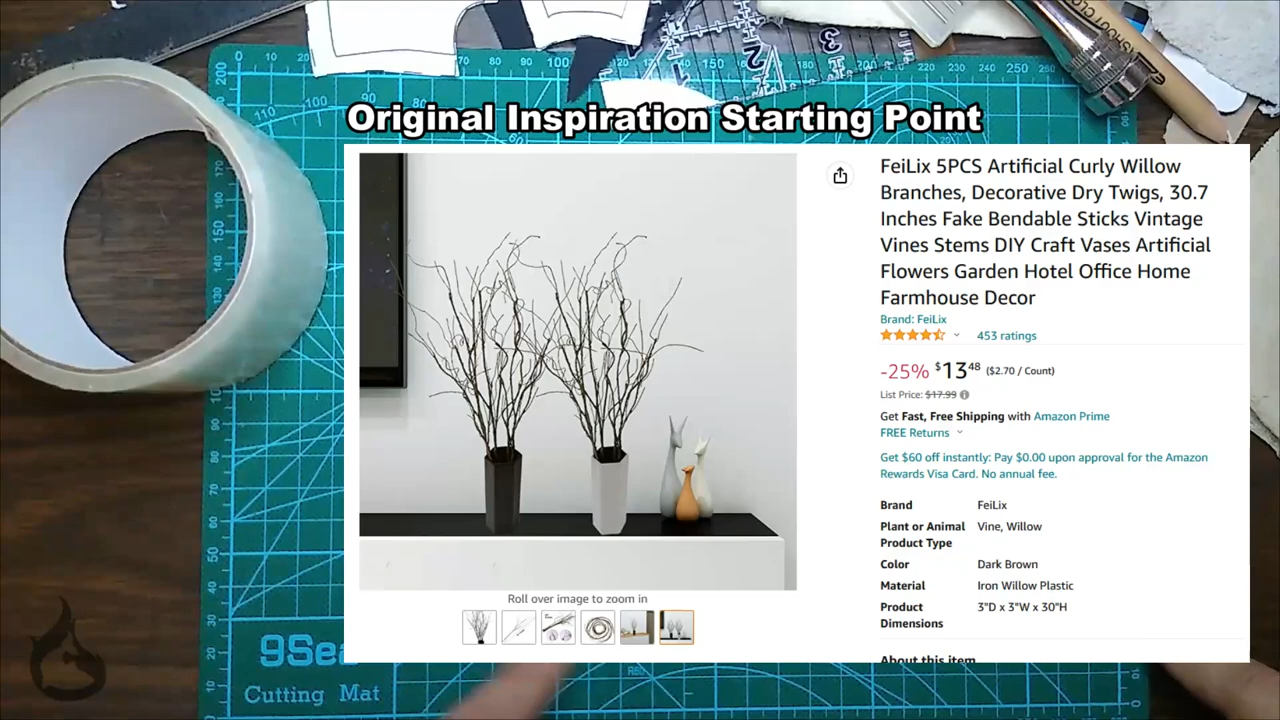 Original Inspiration Starting Point
FeiLix 5PCS Artificial Curly Willow
Branches, Decorative Dry Twigs, 30.7
Inches Fake Bendable Sticks Vintage
Vines Stems DIY Craft Vases Artificial
Flowers Garden Hotel Office Home
Farmhouse Decor
Brand: FeiLix
453 ratings
-25% $13 48 ($2.70 / Count)
List Price: $17.99
Get Fast, Free Shipping with Amazon Prime
FREE Returns
Get $60 off instantly: Pay $0.00 upon approval for the Amazon
Rewards Visa Card. No annual fee.
Brand FeiLix
Plant or Animal Product Type Vine, Willow
Color Dark Brown
Material Iron Willow Plastic
Product Dimensions 3"D x 3"W x 30"H
About this item
Roll over image to zoom in
9Sea
Cutting Mat